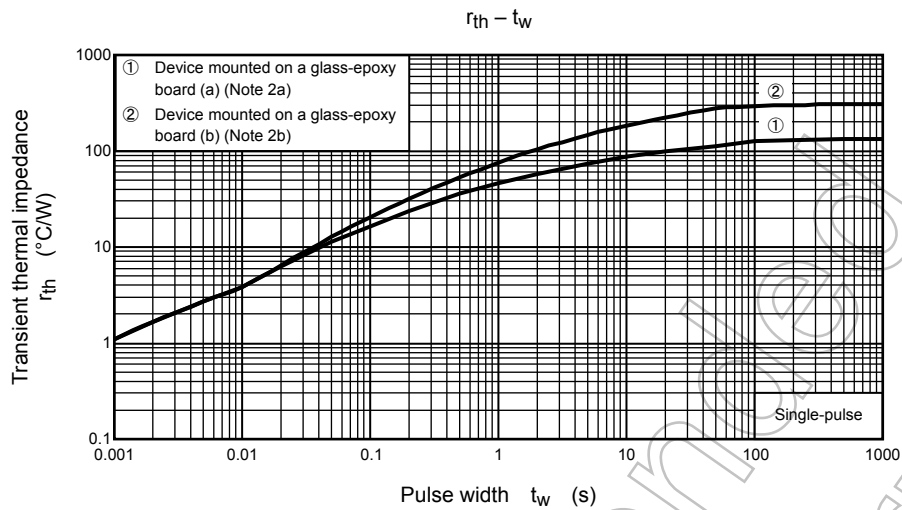 rth – tw
① Device mounted on a glass-epoxy
board (a) (Note 2a)
② Device mounted on a glass-epoxy
board (b) (Note 2b)
②
①
Single-pulse
1000
100
10
1
0.1
Transient thermal impedance
rth (°C/W)
0.001 0.01 0.1 1 10 100 1000
Pulse width tw (s)